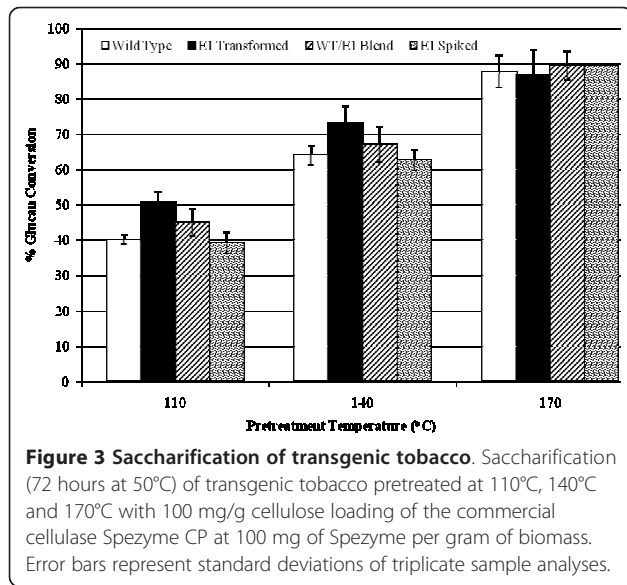 Wild Type EI Transformed WT/EI Blend EI Spiked
100
90
80
70
60
50
40
30
20
10
0
% Glucan Conversion
110 140 170
Pretreatment Temperature (°C)
Figure 3 Saccharification of transgenic tobacco. Saccharification
(72 hours at 50°C) of transgenic tobacco pretreated at 110°C, 140°C
and 170°C with 100 mg/g cellulose loading of the commercial
cellulase Spezyme CP at 100 mg of Spezyme per gram of biomass.
Error bars represent standard deviations of triplicate sample analyses.